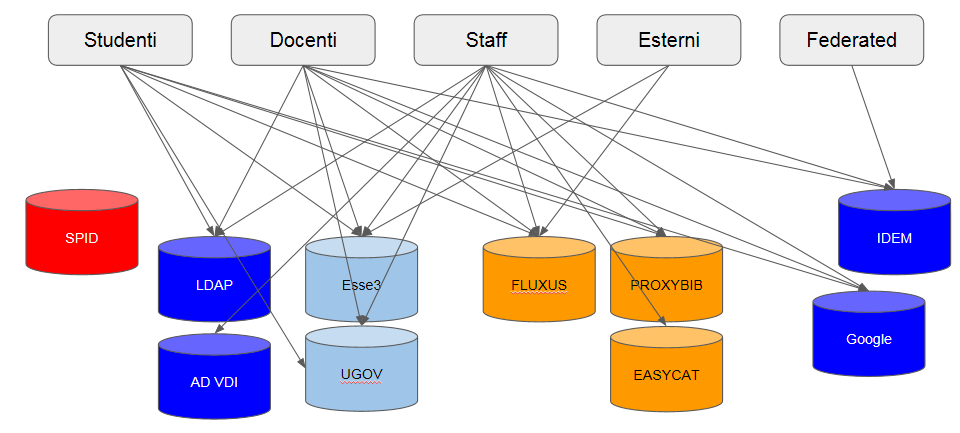 Studenti
Docenti
Staff
Esterni
Federated
SPID
IDEM
LDAP
Esse3
FLUXUS
PROXYBIB
Google
AD VDI
UGOV
EASYCAT